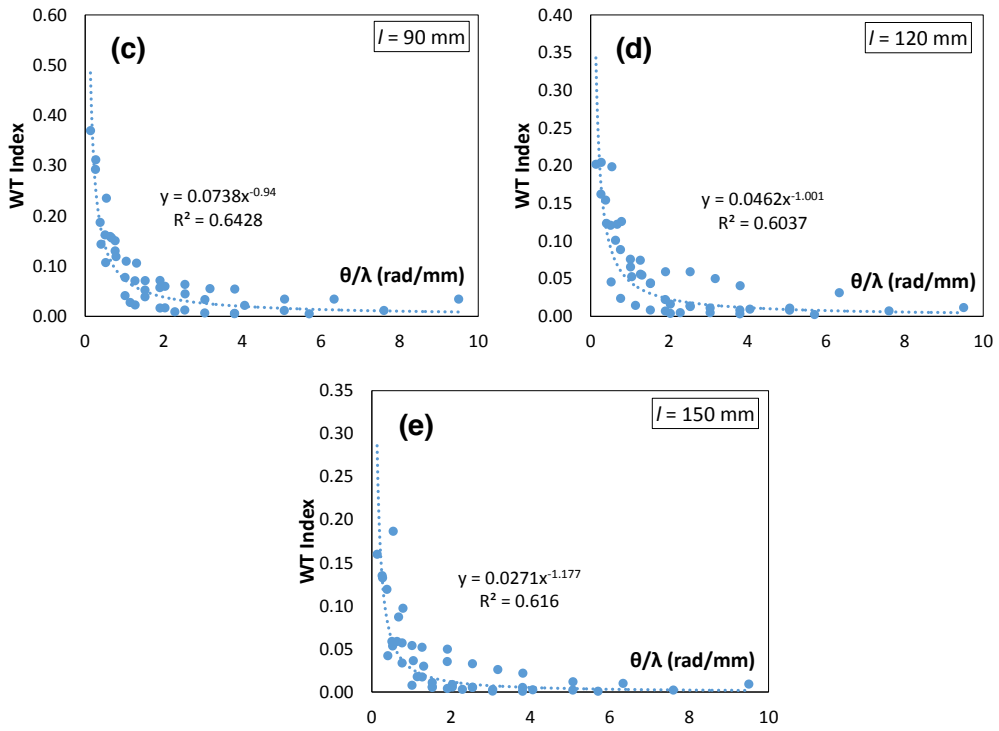 (c)
l = 90 mm
WT Index
0.60
0.50
0.40
0.30
0.20
0.10
0.00
y = 0.0738x^-0.94
R² = 0.6428
θ/λ (rad/mm)
0 2 4 6 8 10
(d)
l = 120 mm
WT Index
0.40
0.35
0.30
0.25
0.20
0.15
0.10
0.05
0.00
y = 0.0462x^-1.001
R² = 0.6037
θ/λ (rad/mm)
0 2 4 6 8 10
(e)
l = 150 mm
WT Index
0.35
0.30
0.25
0.20
0.15
0.10
0.05
0.00
y = 0.0271x^-1.177
R² = 0.616
θ/λ (rad/mm)
0 2 4 6 8 10